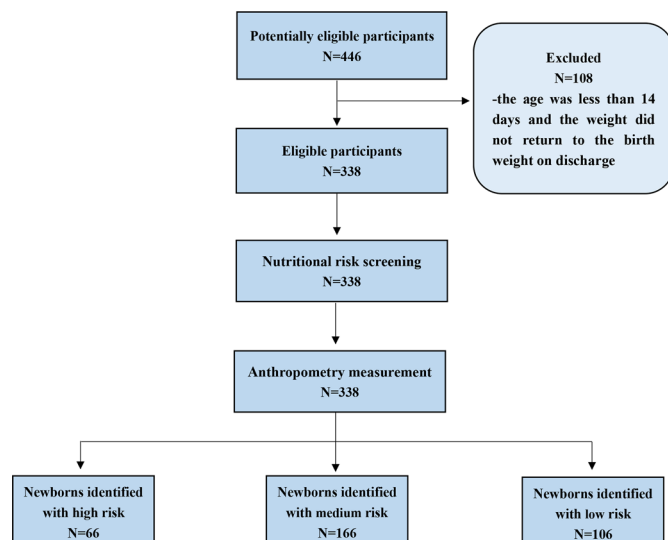 Potentially eligible participants
N=446
Excluded
N=108
-the age was less than 14
days and the weight did
not return to the birth
weight on discharge
Eligible participants
N=338
Nutritional risk screening
N=338
Anthropometry measurement
N=338
Newborns identified
with high risk
N=66
Newborns identified
with medium risk
N=166
Newborns identified
with low risk
N=106